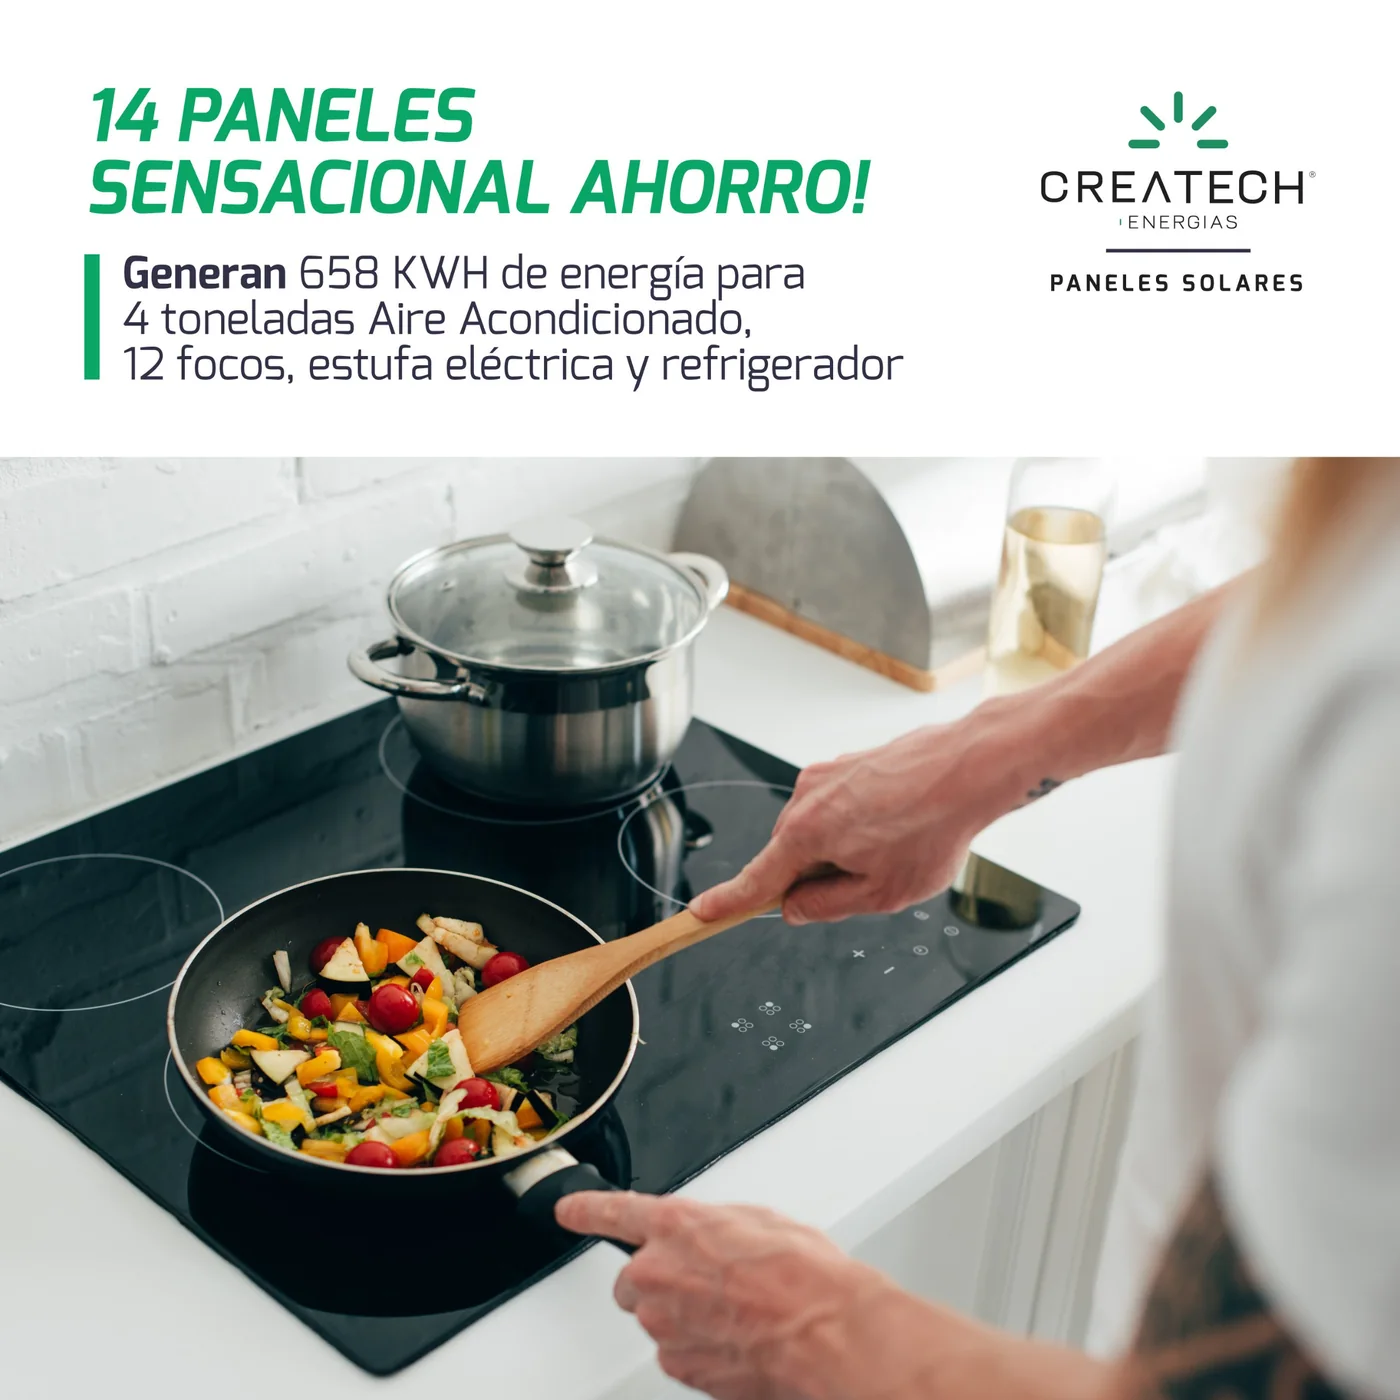 14 PANELES
SENSACIONAL AHORRO!
Generan 658 KWH de energía para
4 toneladas Aire Acondicionado,
12 focos, estufa eléctrica y refrigerador
CREATECH®
ENERGIAS
PANELES SOLARES